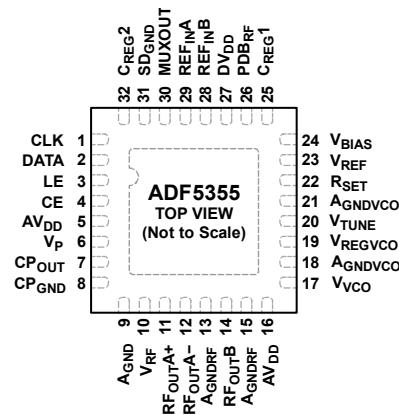 CREG2
SDGND
MUXOUT
REFINA
REFINB
DVDD
PDBRF
CREG1
32 31 30 29 28 27 26 25
CLK 1
DATA 2
LE 3
CE 4
AVDD 5
VP 6
CPOUT 7
CPGND 8
ADF5355
TOP VIEW
(Not to Scale)
24 VBIAS
23 VREF
22 RSET
21 AGNDVCO
20 VTUNE
19 VREGVCO
18 AGNDVCO
17 VVCO
9 10 11 12 13 14 15 16
AGND
VRF
RFOUTA+
RFOUTA−
AGNDRF
RFOUTB
AGNDRF
AVDD